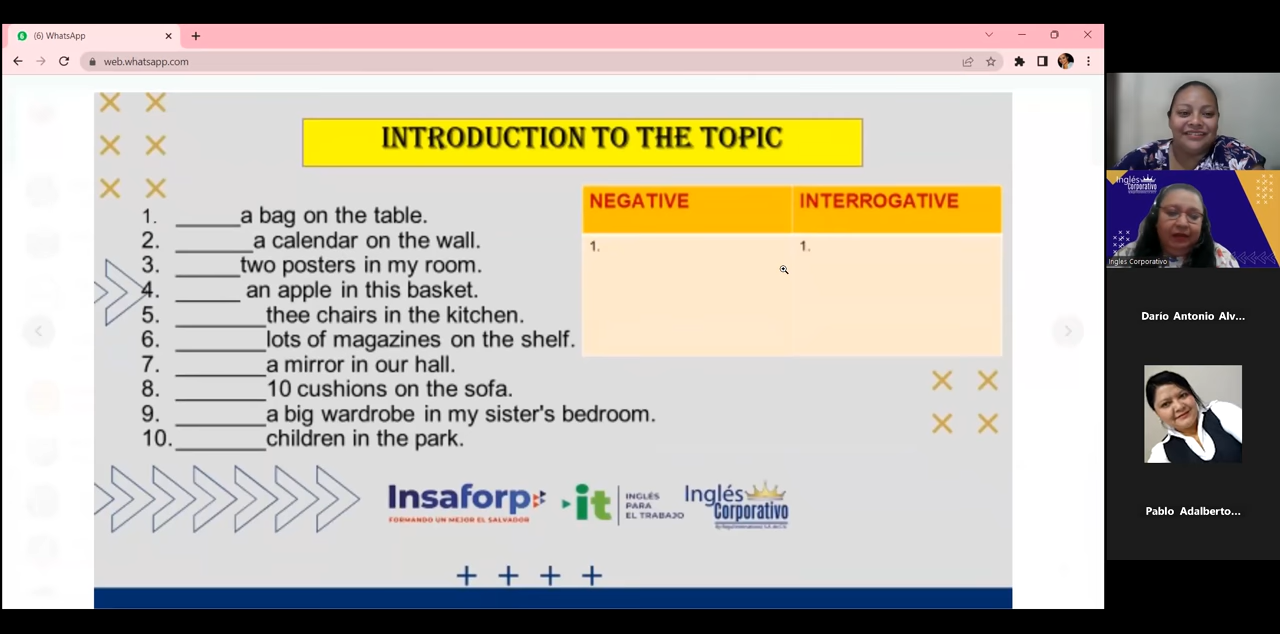 (6) WhatsApp
web.whatsapp.com
INTRODUCTION TO THE TOPIC
1. ______a bag on the table.
2. _______a calendar on the wall.
3. ______two posters in my room.
4. ______ an apple in this basket.
5. ________thee chairs in the kitchen.
6. ________lots of magazines on the shelf.
7. ________a mirror in our hall.
8. ________10 cushions on the sofa.
9. ________a big wardrobe in my sister's bedroom.
10.________children in the park.
NEGATIVE INTERROGATIVE
1. 1.
Insaforp
FORMANDO UN MEJOR EL SALVADOR
it
INGLÉS
PARA
EL TRABAJO
Inglés
Corporativo
Inglés
Corporativo
Ingles Corporativo
Dario Antonio Alv...
Pablo Adalberto...